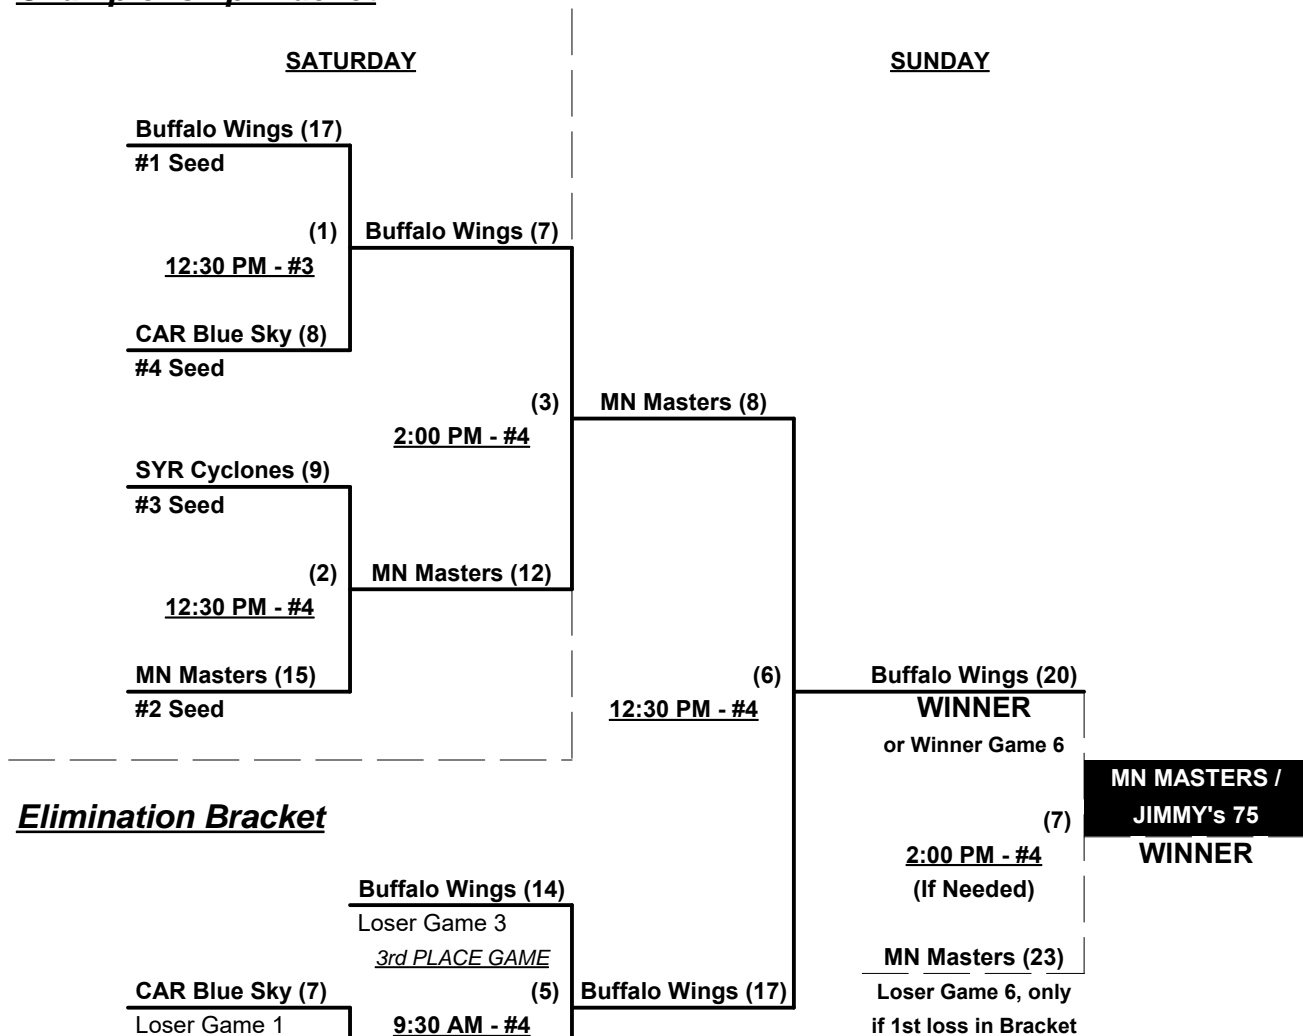 SATURDAY
SUNDAY
Buffalo Wings (17)
#1 Seed
(1)
Buffalo Wings (7)
12:30 PM - #3
CAR Blue Sky (8)
#4 Seed
(3)
MN Masters (8)
2:00 PM - #4
SYR Cyclones (9)
#3 Seed
(2)
MN Masters (12)
12:30 PM - #4
MN Masters (15)
#2 Seed
(6)
12:30 PM - #4
Buffalo Wings (20)
WINNER
or Winner Game 6
MN MASTERS /
JIMMY's 75
WINNER
(7)
2:00 PM - #4
(If Needed)
MN Masters (23)
Loser Game 6, only
if 1st loss in Bracket
Elimination Bracket
Buffalo Wings (14)
Loser Game 3
3rd PLACE GAME
CAR Blue Sky (7)
Loser Game 1
(5)
Buffalo Wings (17)
9:30 AM - #4